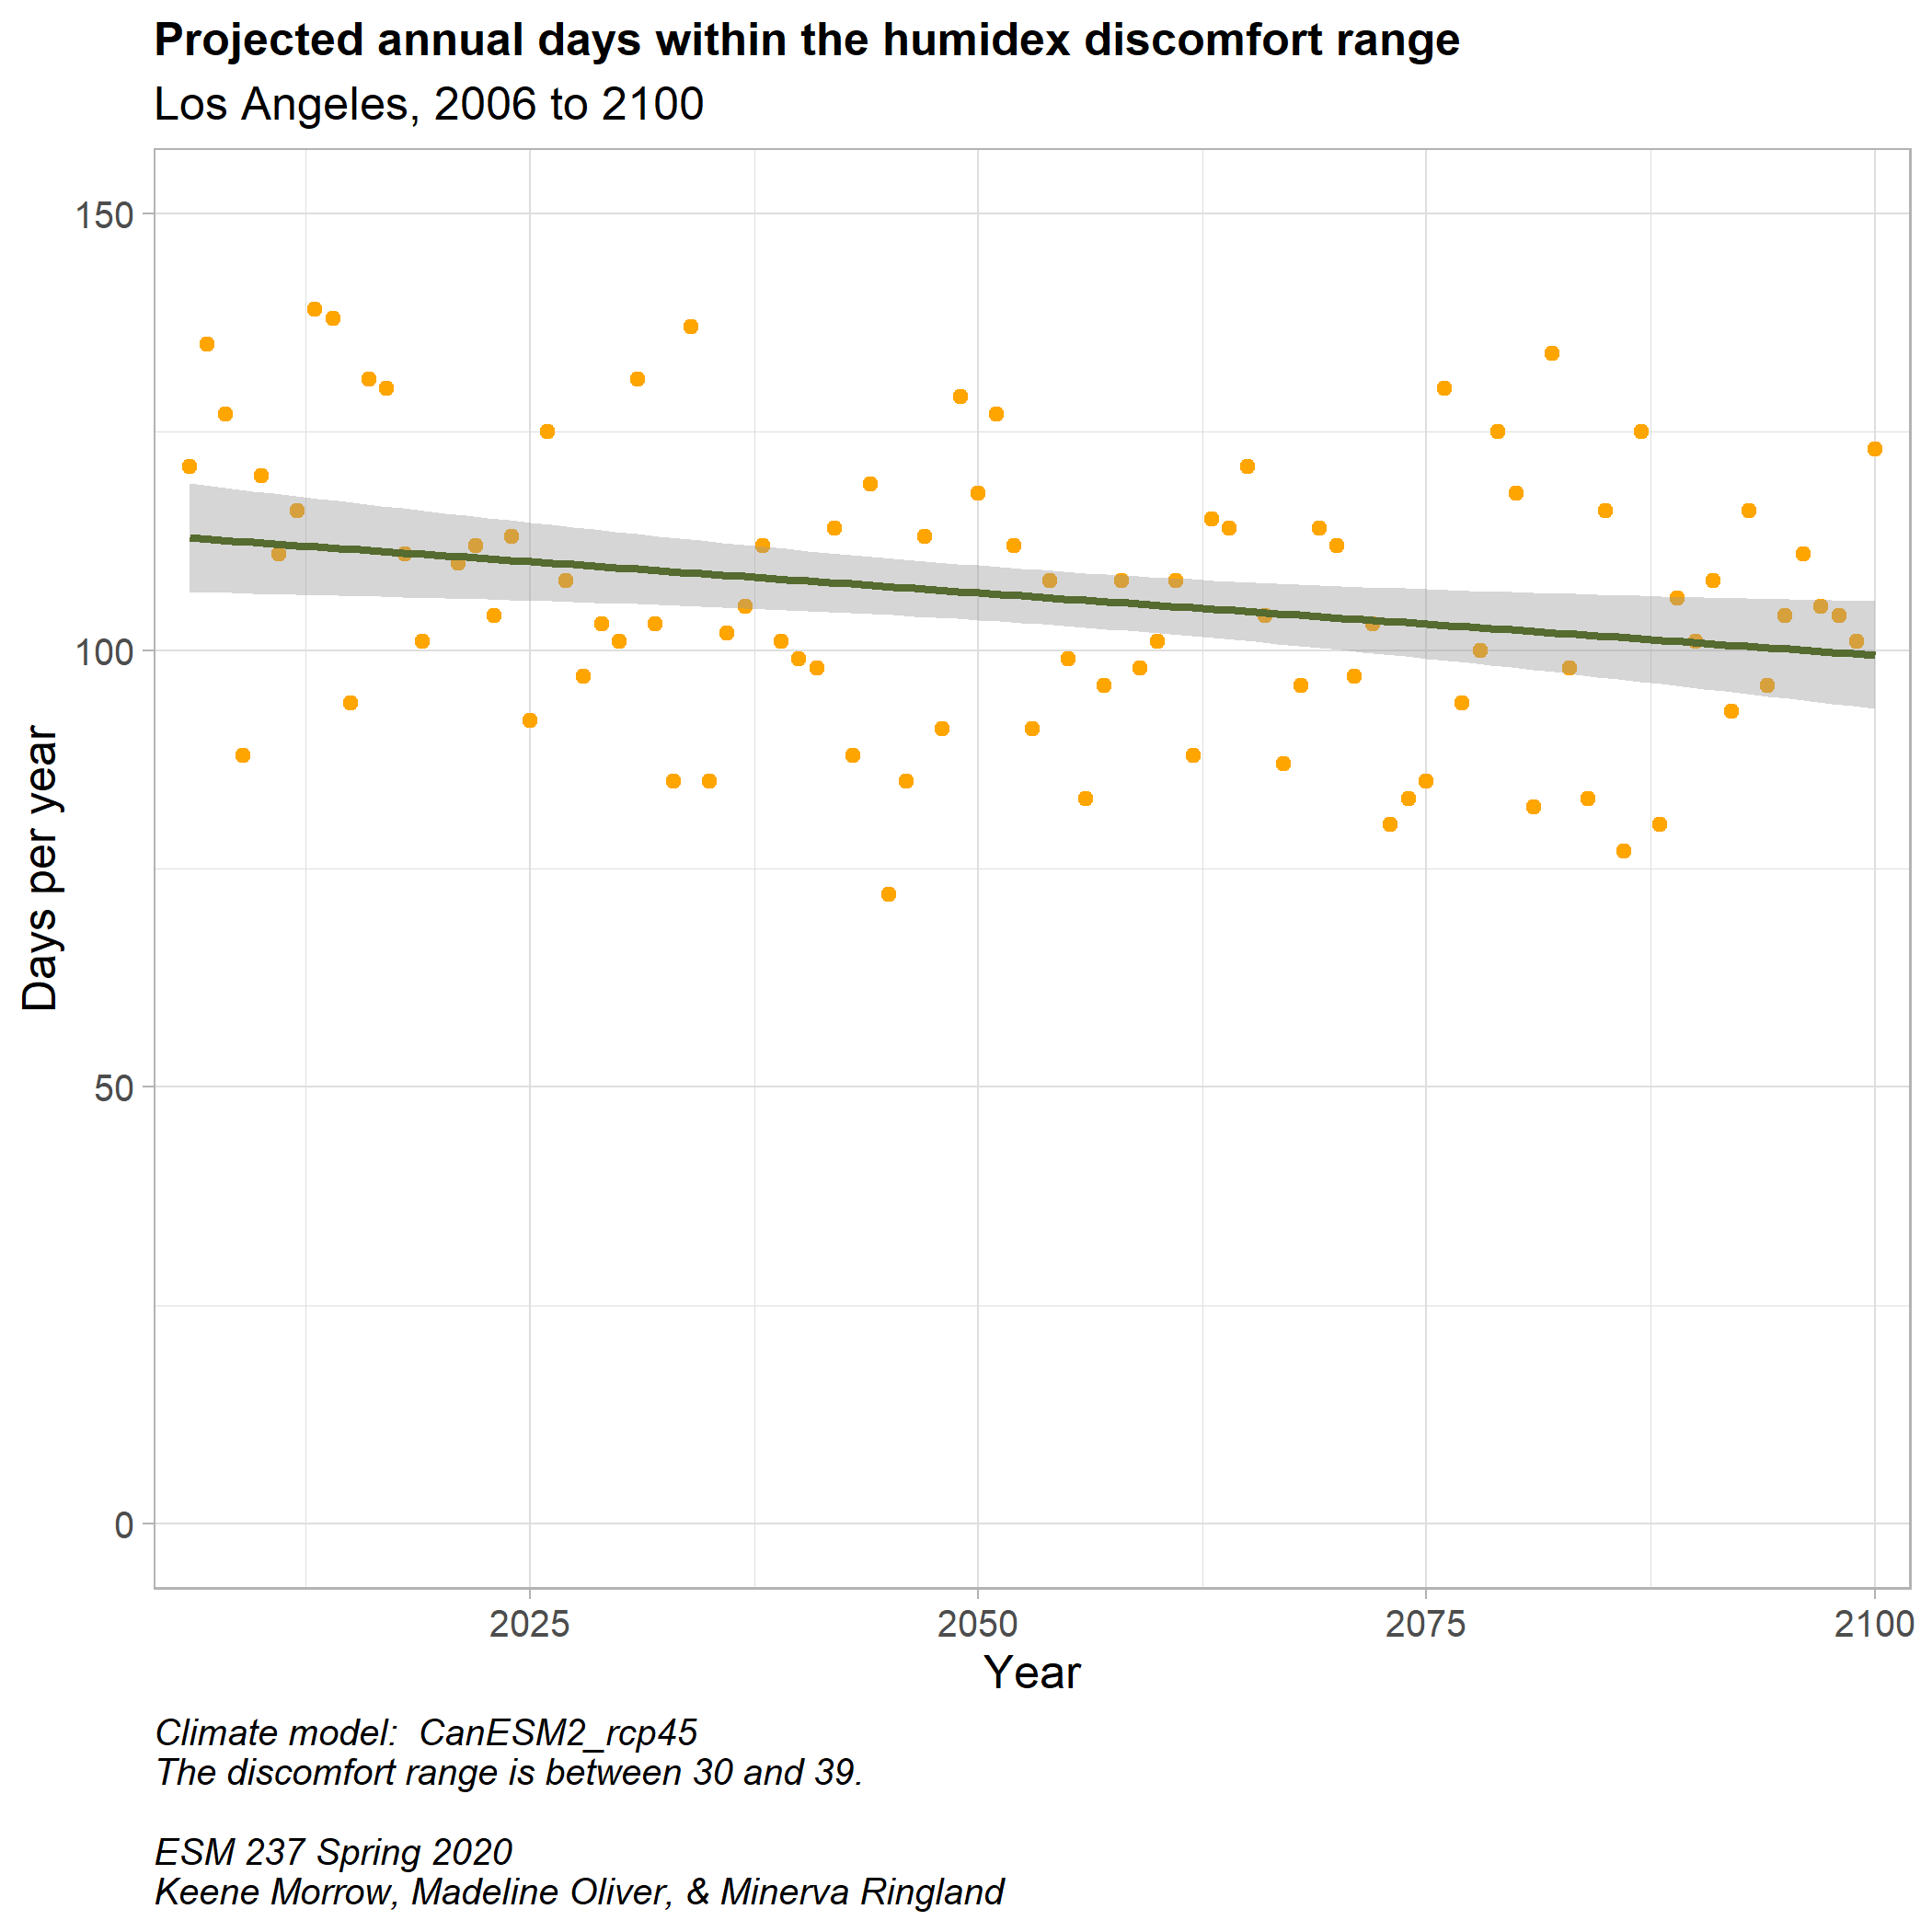 Projected annual days within the humidex discomfort range
Los Angeles, 2006 to 2100
150
100
50
0
Days per year
2025 2050 2075 2100
Year
Climate model:  CanESM2_rcp45
The discomfort range is between 30 and 39.
ESM 237 Spring 2020
Keene Morrow, Madeline Oliver, & Minerva Ringland